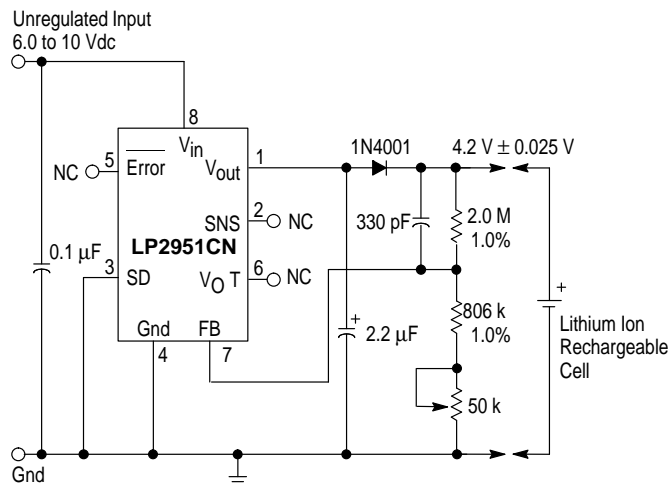 Unregulated Input
6.0 to 10 Vdc
8
Vin
1N4001
4.2 V ± 0.025 V
NC
5
Error
Vout
1
SNS
2
NC
330 pF
2.0 M
1.0%
LP2951CN
0.1 µF
3
SD
VO T
6
NC
Gnd
FB
4
7
+
2.2 µF
806 k
1.0%
+
Lithium Ion
Rechargeable
Cell
50 k
Gnd